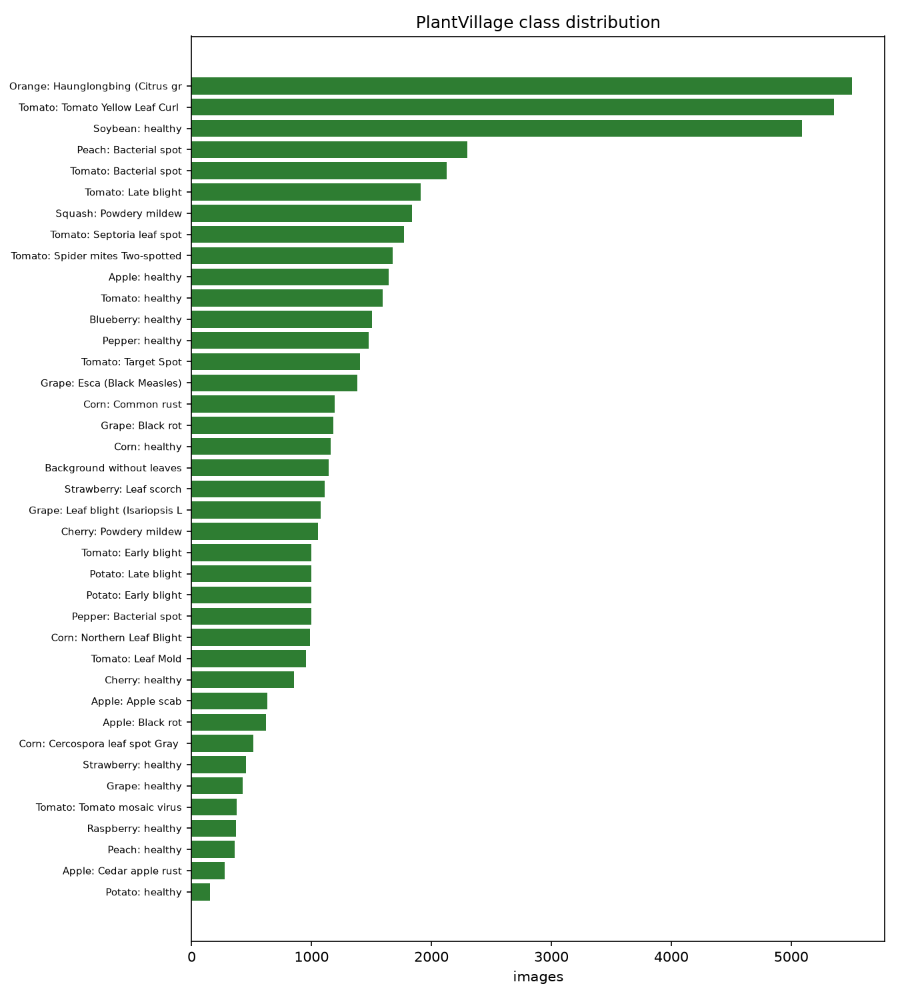 PlantVillage class distribution
Orange: Haunglongbing (Citrus gr
Tomato: Tomato Yellow Leaf Curl
Soybean: healthy
Peach: Bacterial spot
Tomato: Bacterial spot
Tomato: Late blight
Squash: Powdery mildew
Tomato: Septoria leaf spot
Tomato: Spider mites Two-spotted
Apple: healthy
Tomato: healthy
Blueberry: healthy
Pepper: healthy
Tomato: Target Spot
Grape: Esca (Black Measles)
Corn: Common rust
Grape: Black rot
Corn: healthy
Background without leaves
Strawberry: Leaf scorch
Grape: Leaf blight (Isariopsis L
Cherry: Powdery mildew
Tomato: Early blight
Potato: Late blight
Potato: Early blight
Pepper: Bacterial spot
Corn: Northern Leaf Blight
Tomato: Leaf Mold
Cherry: healthy
Apple: Apple scab
Apple: Black rot
Corn: Cercospora leaf spot Gray
Strawberry: healthy
Grape: healthy
Tomato: Tomato mosaic virus
Raspberry: healthy
Peach: healthy
Apple: Cedar apple rust
Potato: healthy
0 1000 2000 3000 4000 5000
images